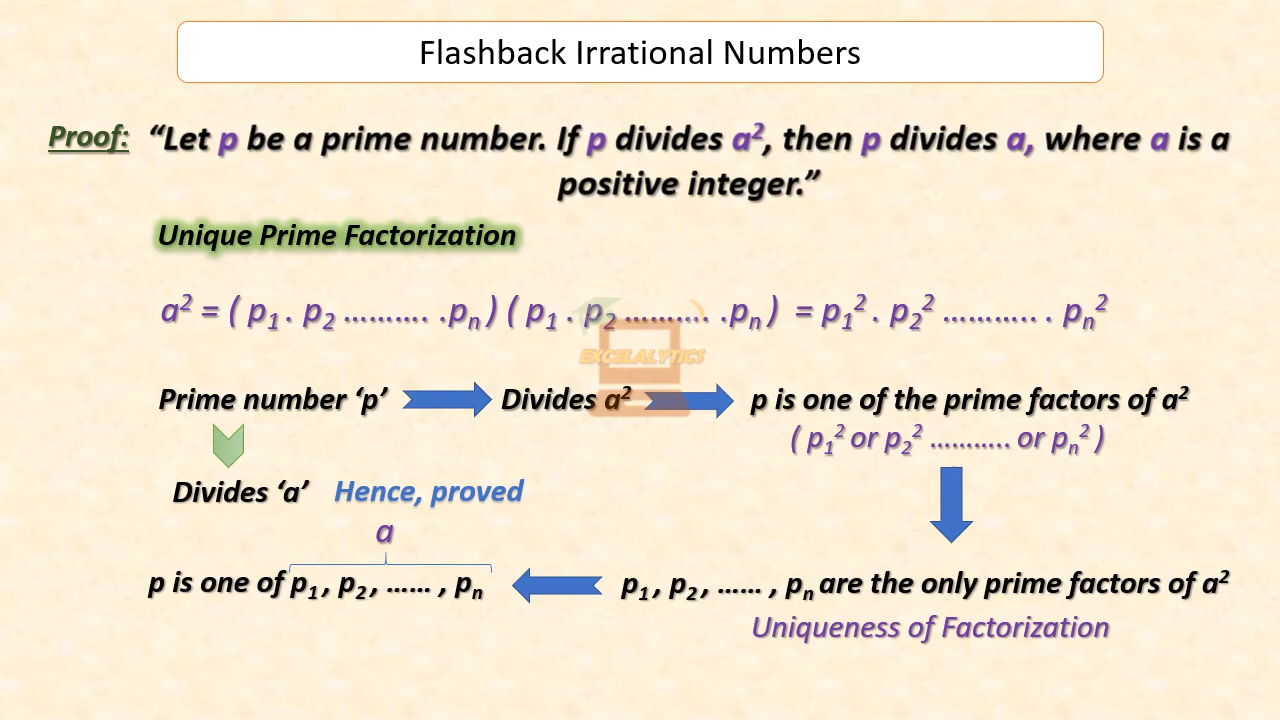 Flashback Irrational Numbers
Proof: “Let p be a prime number. If p divides a², then p divides a, where a is a
positive integer.”
Unique Prime Factorization
a² = ( p₁ . p₂ .......... .pₙ ) ( p₁ . p₂ .......... .pₙ ) = p₁² . p₂² ........... . pₙ²
EXCELALYTICS
Prime number ‘p’ Divides a² p is one of the prime factors of a²
( p₁² or p₂² ........... or pₙ² )
Divides ‘a’ Hence, proved
a
p is one of p₁ , p₂ , ...... , pₙ p₁ , p₂ , ...... , pₙ are the only prime factors of a²
Uniqueness of Factorization